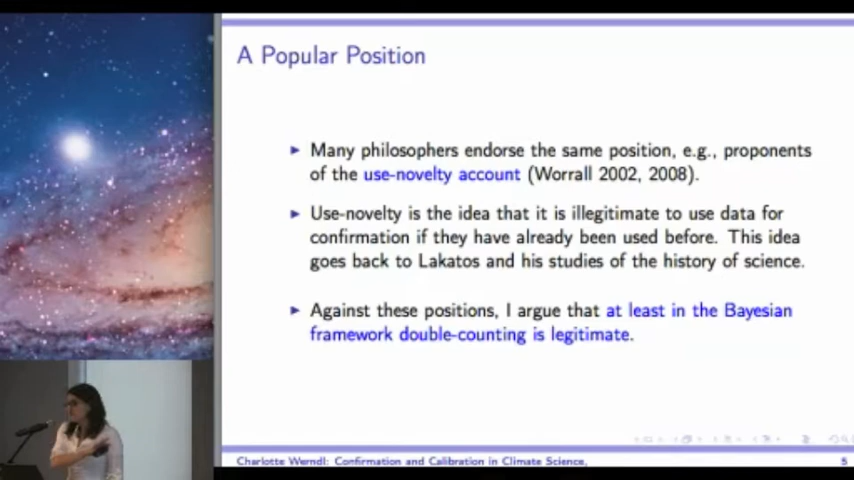 A Popular Position
Many philosophers endorse the same position, e.g., proponents
of the use-novelty account (Worrall 2002, 2008).
Use-novelty is the idea that it is illegitimate to use data for
confirmation if they have already been used before. This idea
goes back to Lakatos and his studies of the history of science.
Against these positions, I argue that at least in the Bayesian
framework double-counting is legitimate.
Charlotte Werndl: Confirmation and Calibration in Climate Science,
5